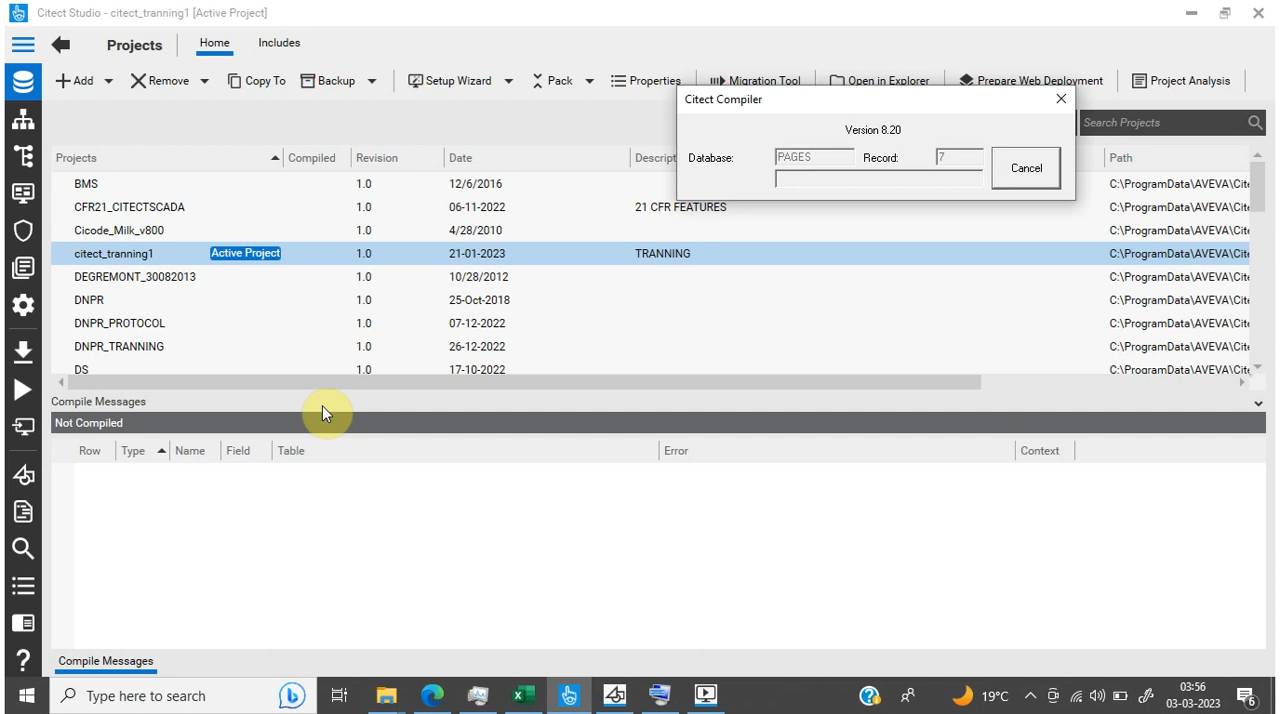 Citect Studio - citect_tranning1 [Active Project]
Projects Home Includes
Add Remove Copy To Backup Setup Wizard Pack Properties Migration Tool Open in Explorer Prepare Web Deployment Project Analysis
Citect Compiler
Version 8.20
Database: PAGES Record: 7
Cancel
Search Projects
Projects Compiled Revision Date Descript Path
BMS 1.0 12/6/2016 C:\ProgramData\AVEVA\Cite
CFR21_CITECTSCADA 1.0 06-11-2022 21 CFR FEATURES C:\ProgramData\AVEVA\Cite
Cicode_Milk_v800 1.0 4/28/2010 C:\ProgramData\AVEVA\Cite
citect_tranning1 Active Project 1.0 21-01-2023 TRANNING C:\ProgramData\AVEVA\Cite
DEGREMONT_30082013 1.0 10/28/2012 C:\ProgramData\AVEVA\Cite
DNPR 1.0 25-Oct-2018 C:\ProgramData\AVEVA\Cite
DNPR_PROTOCOL 1.0 07-12-2022 C:\ProgramData\AVEVA\Cite
DNPR_TRANNING 1.0 26-12-2022 C:\ProgramData\AVEVA\Cite
DS 1.0 17-10-2022 C:\ProgramData\AVEVA\Cite
Compile Messages
Not Compiled
Row Type Name Field Table Error Context
Compile Messages
Type here to search
19°C
03:56
03-03-2023
6